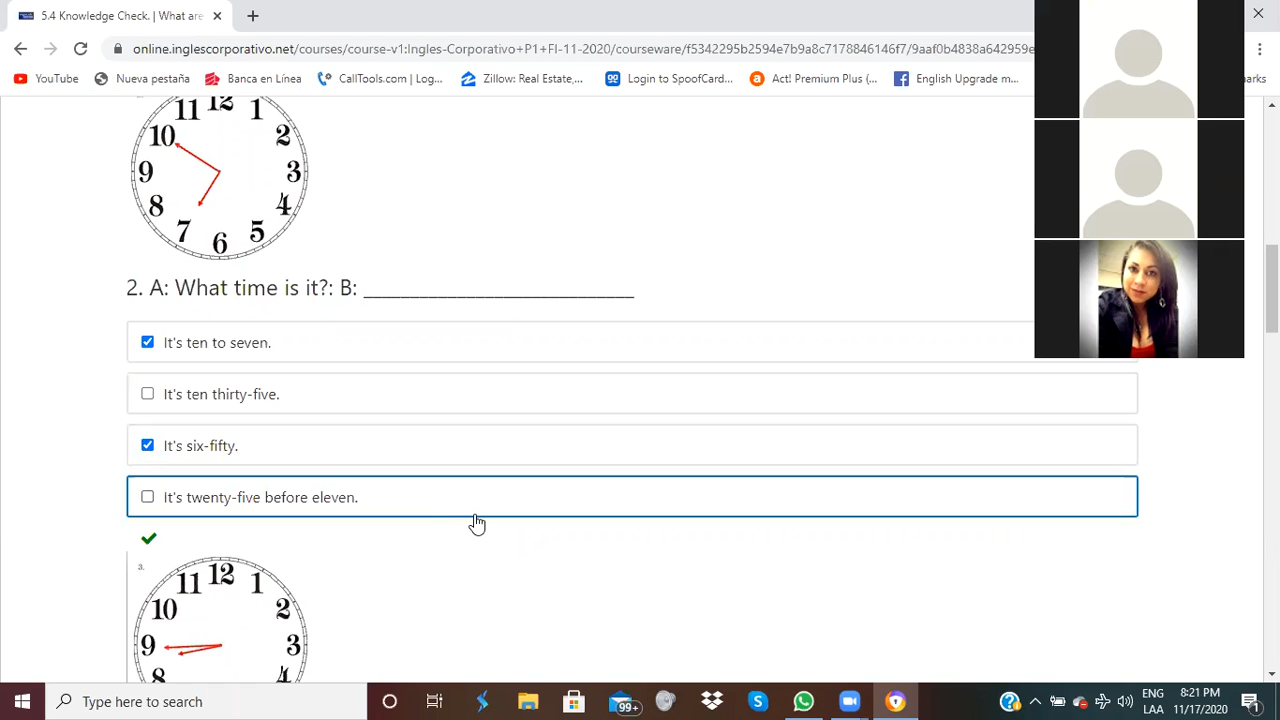 5.4 Knowledge Check. | What are
online.inglescorporativo.net/courses/course-v1:Ingles-Corporativo+P1+FI-11-2020/courseware/f5342295b2594e7b9a8c7178846146f7/9aaf0b4838a642959e
YouTube
Nueva pestaña
Banca en Línea
CallTools.com | Log...
Zillow: Real Estate,...
Login to SpoofCard...
Act! Premium Plus (...
English Upgrade m...
marks
11 12 1
10 2
9 3
8 4
7 6 5
2. A: What time is it?: B: ____________________________
It's ten to seven.
It's ten thirty-five.
It's six-fifty.
It's twenty-five before eleven.
3.
11 12 1
10 2
9 3
8 4
Type here to search
99+
ENG
LAA
8:21 PM
11/17/2020
1